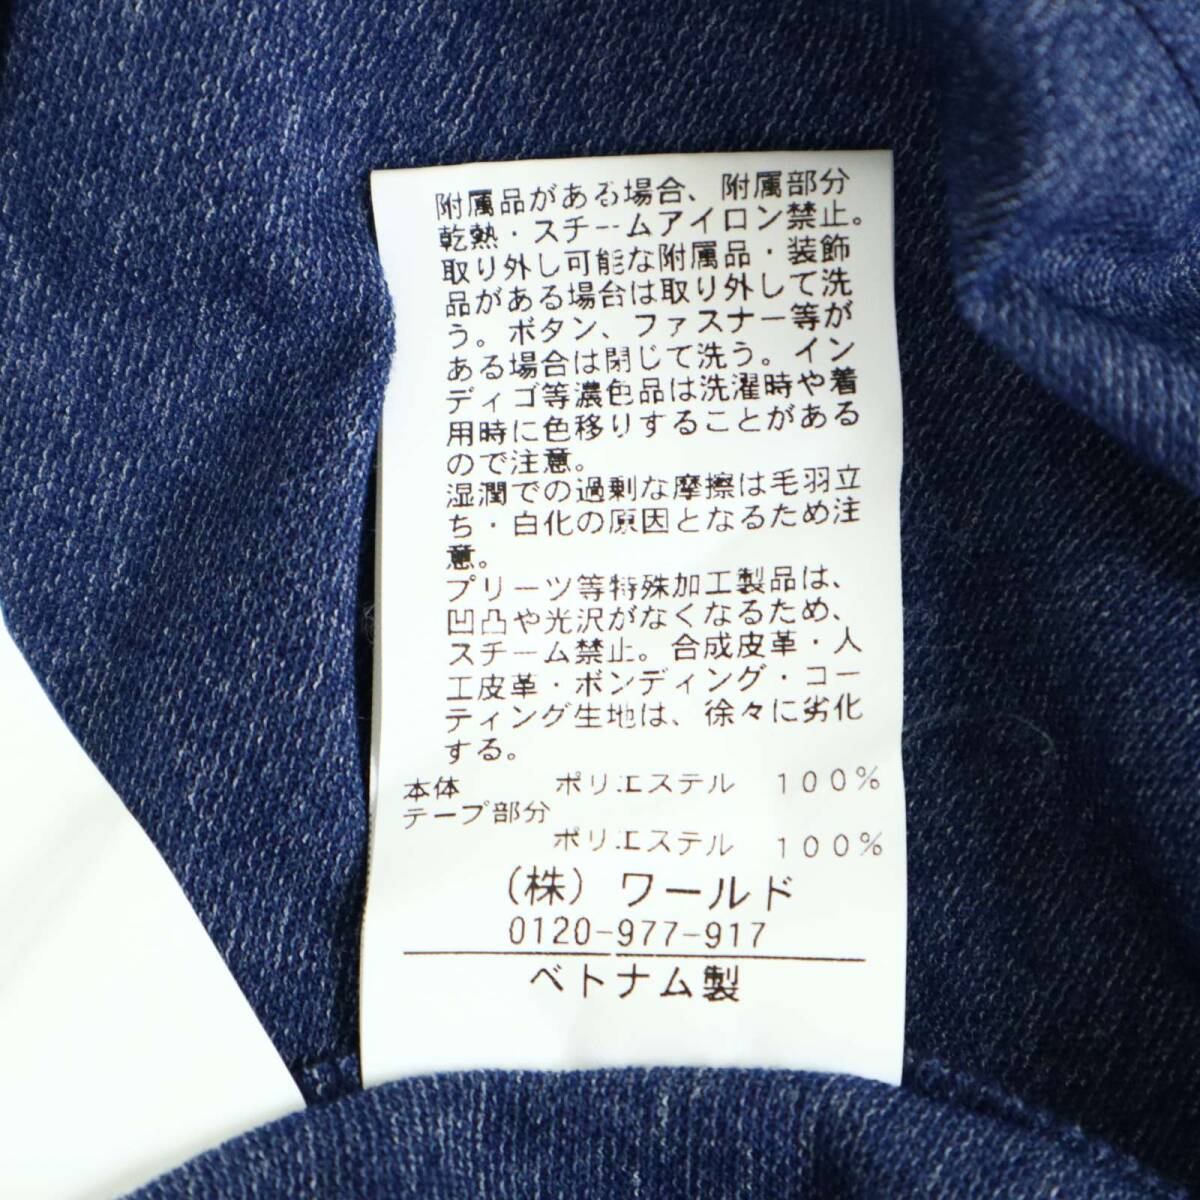 附属品がある場合、附属部分
乾熱・スチームアイロン禁止。
取り外し可能な附属品・装飾
品がある場合は取り外して洗
う。ボタン、ファスナー等が
ある場合は閉じて洗う。イン
ディゴ等濃色品は洗濯時や着
用時に色移りすることがある
ので注意。
湿潤での過剰な摩擦は毛羽立
ち・白化の原因となるため注
意。
プリーツ等特殊加工製品は、
凹凸や光沢がなくなるため、
スチーム禁止。合成皮革・人
工皮革・ボンディング・コー
ティング生地は、徐々に劣化
する。
本体 ポリエステル 100%
テープ部分
ポリエステル 100%
(株) ワールド
0120-977-917
ベトナム製